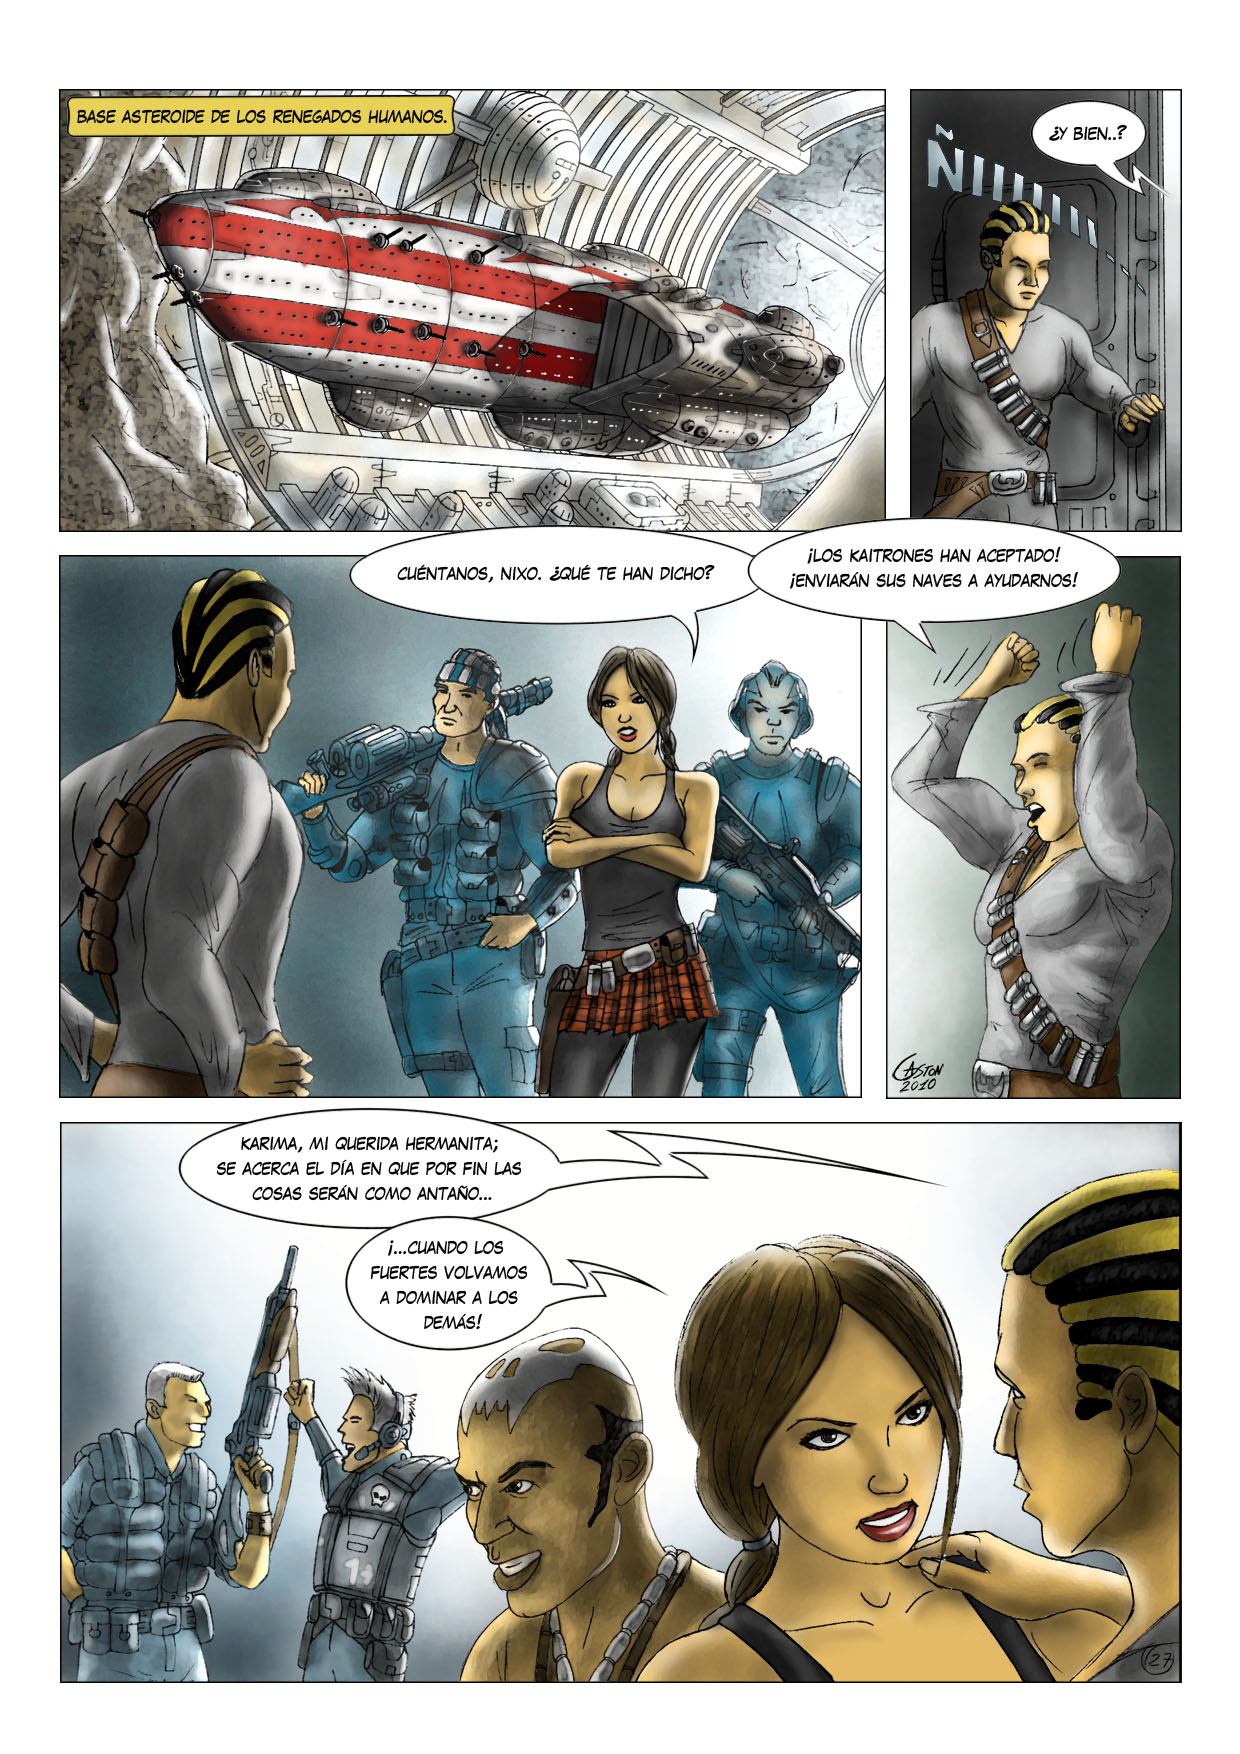 BASE ASTEROIDE DE LOS RENEGADOS HUMANOS.
¿Y BIEN..?
ÑIIIIIII
CUÉNTANOS, NIXO. ¿QUÉ TE HAN DICHO?
¡LOS KAITRONES HAN ACEPTADO!
¡ENVIARÁN SUS NAVES A AYUDARNOS!
GASTON
2010
KARIMA, MI QUERIDA HERMANITA;
SE ACERCA EL DÍA EN QUE POR FIN LAS
COSAS SERÁN COMO ANTAÑO...
¡...CUANDO LOS
FUERTES VOLVAMOS
A DOMINAR A LOS
DEMÁS!
27